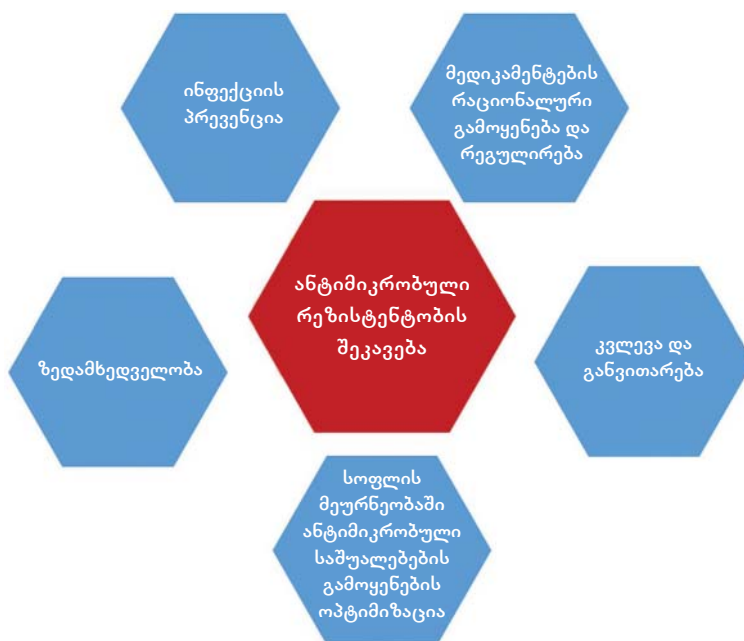 ინფექციის
პრევენცია
მედიკამენტების
რაციონალური
გამოყენება და
რეგულირება
ანტიმიკრობული
რეზისტენტობის
შეკავება
ზედამხედველობა
კვლევა და
განვითარება
სოფლის
მეურნეობაში
ანტიმიკრობული
საშუალებების
გამოყენების
ოპტიმიზაცია